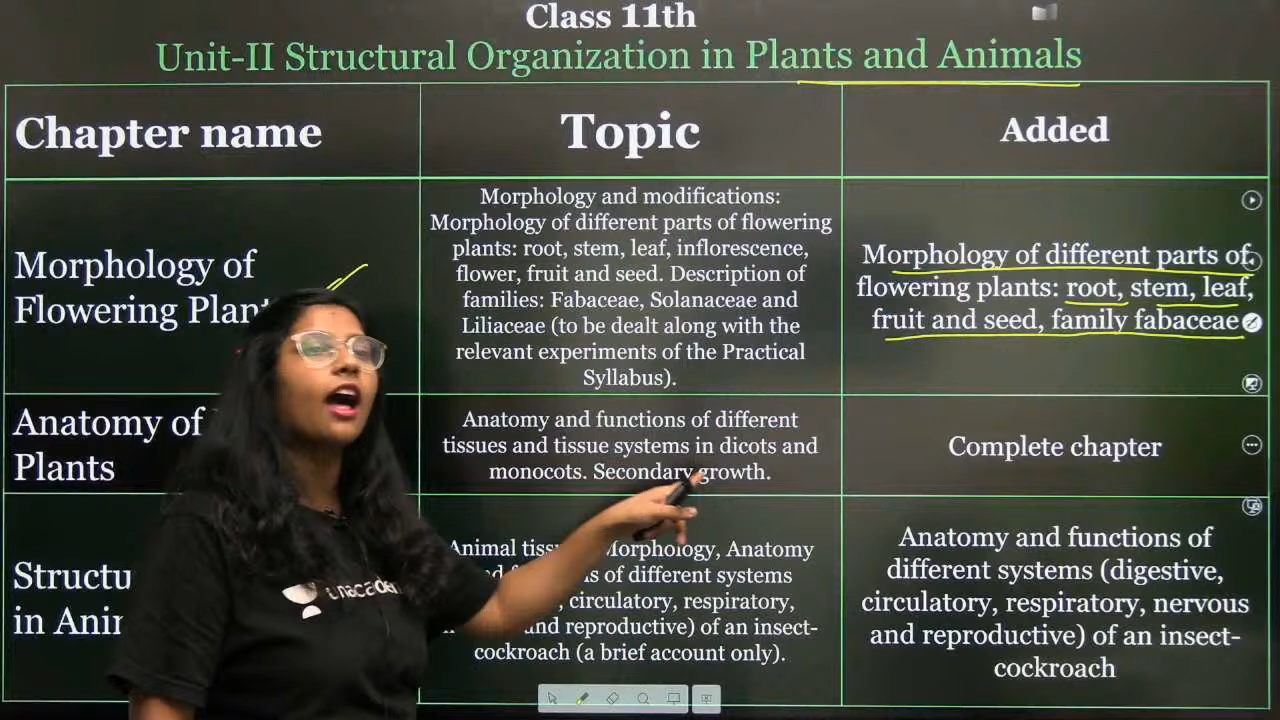 Class 11th
Unit-II Structural Organization in Plants and Animals
Chapter name
Topic
Added
Morphology of
Flowering Plant
Morphology and modifications:
Morphology of different parts of flowering
plants: root, stem, leaf, inflorescence,
flower, fruit and seed. Description of
families: Fabaceae, Solanaceae and
Liliaceae (to be dealt along with the
relevant experiments of the Practical
Syllabus).
Morphology of different parts of
flowering plants: root, stem, leaf,
fruit and seed, family fabaceae
Anatomy of
Plants
Anatomy and functions of different
tissues and tissue systems in dicots and
monocots. Secondary growth.
Complete chapter
Structu
in Ani
Animal tiss Morphology, Anatomy
of different systems
circulatory, respiratory,
and reproductive) of an insect-
cockroach (a brief account only).
Anatomy and functions of
different systems (digestive,
circulatory, respiratory, nervous
and reproductive) of an insect-
cockroach
unacade